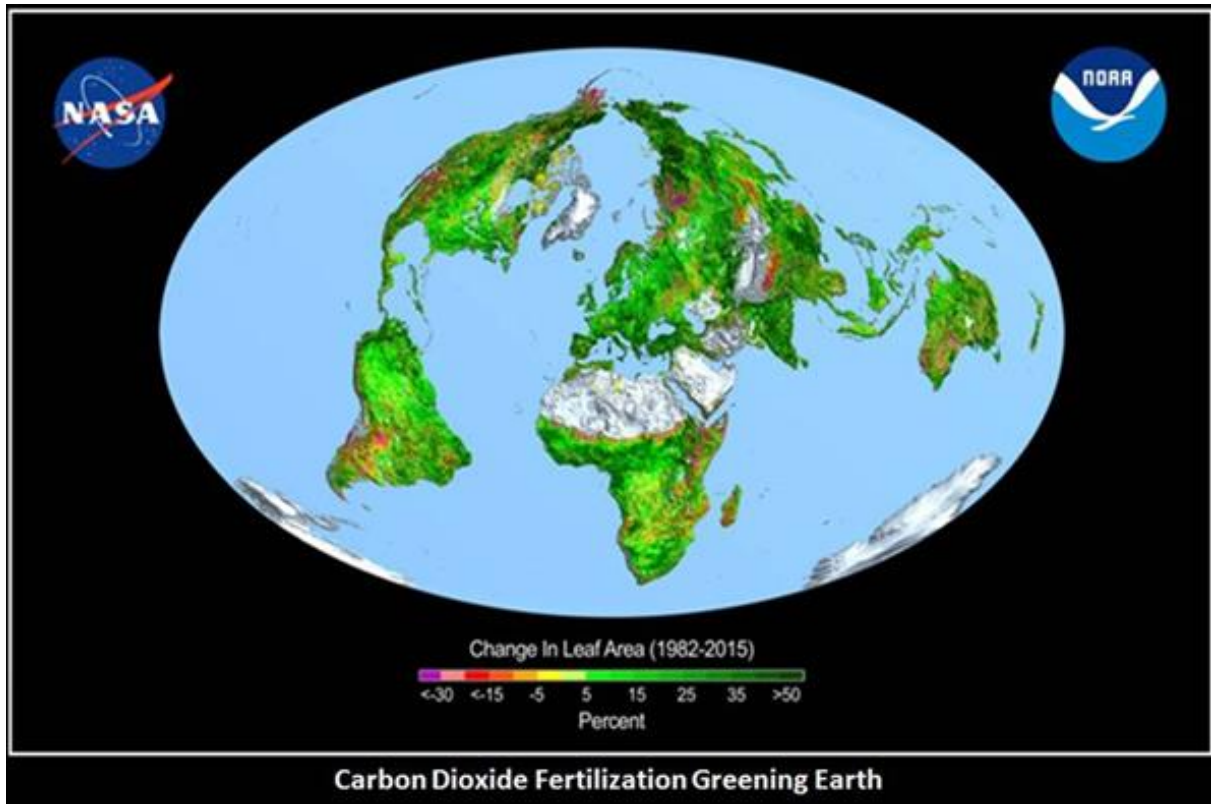 NASA
NOAA
Change In Leaf Area (1982-2015)
<-30 <-15 -5 5 15 25 35 >50
Percent
Carbon Dioxide Fertilization Greening Earth